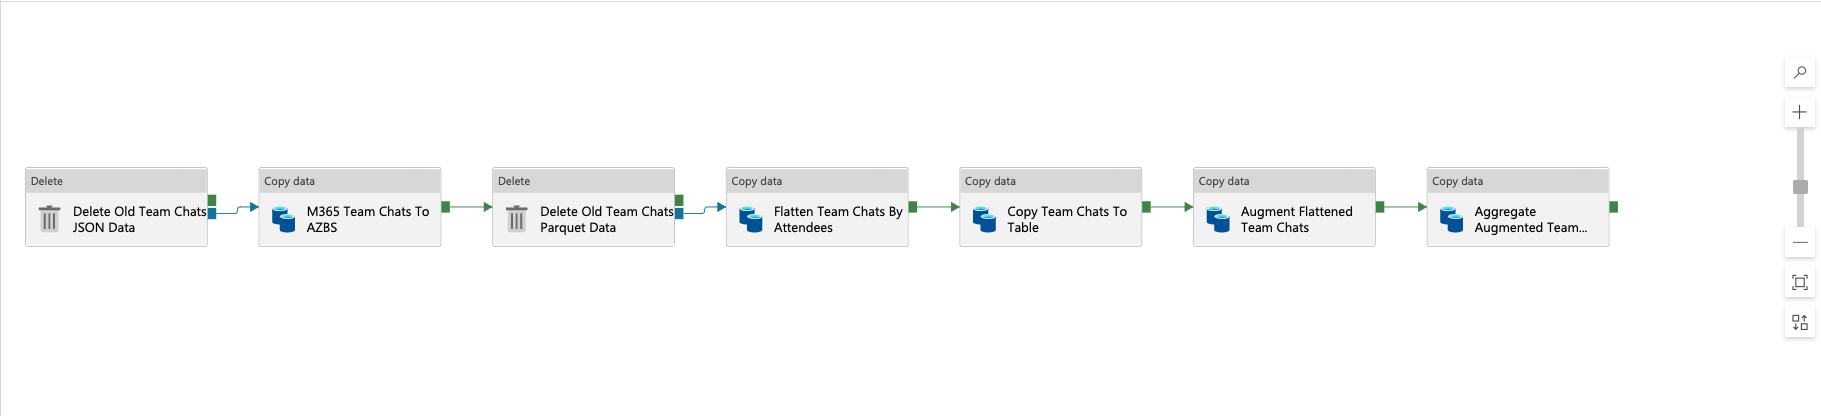 Delete
Delete Old Team Chats
JSON Data
Copy data
M365 Team Chats To
AZBS
Delete
Delete Old Team Chats
Parquet Data
Copy data
Flatten Team Chats By
Attendees
Copy data
Copy Team Chats To
Table
Copy data
Augment Flattened
Team Chats
Copy data
Aggregate
Augmented Team...